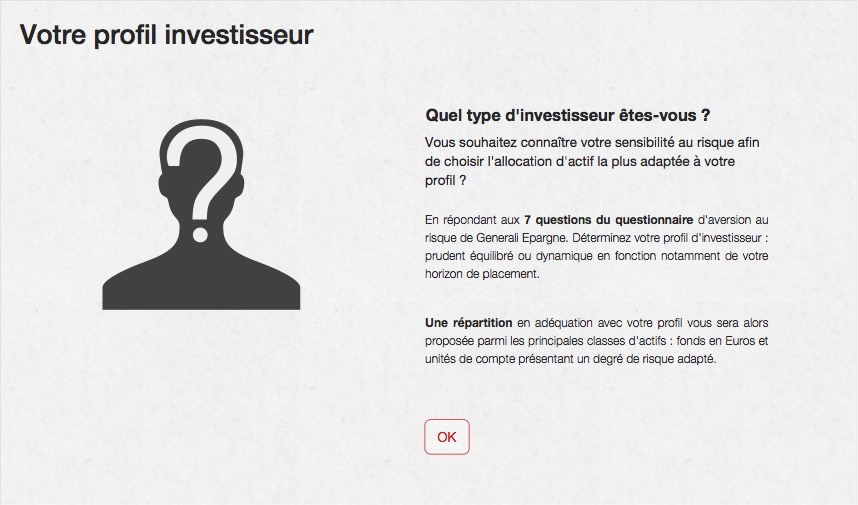 Votre profil investisseur
Quel type d'investisseur êtes-vous ?
Vous souhaitez connaître votre sensibilité au risque afin
de choisir l'allocation d'actif la plus adaptée à votre
profil ?
En répondant aux 7 questions du questionnaire d'aversion au
risque de Generali Epargne. Déterminez votre profil d'investisseur :
prudent équilibré ou dynamique en fonction notamment de votre
horizon de placement.
Une répartition en adéquation avec votre profil vous sera alors
proposée parmi les principales classes d'actifs : fonds en Euros et
unités de compte présentant un degré de risque adapté.
OK